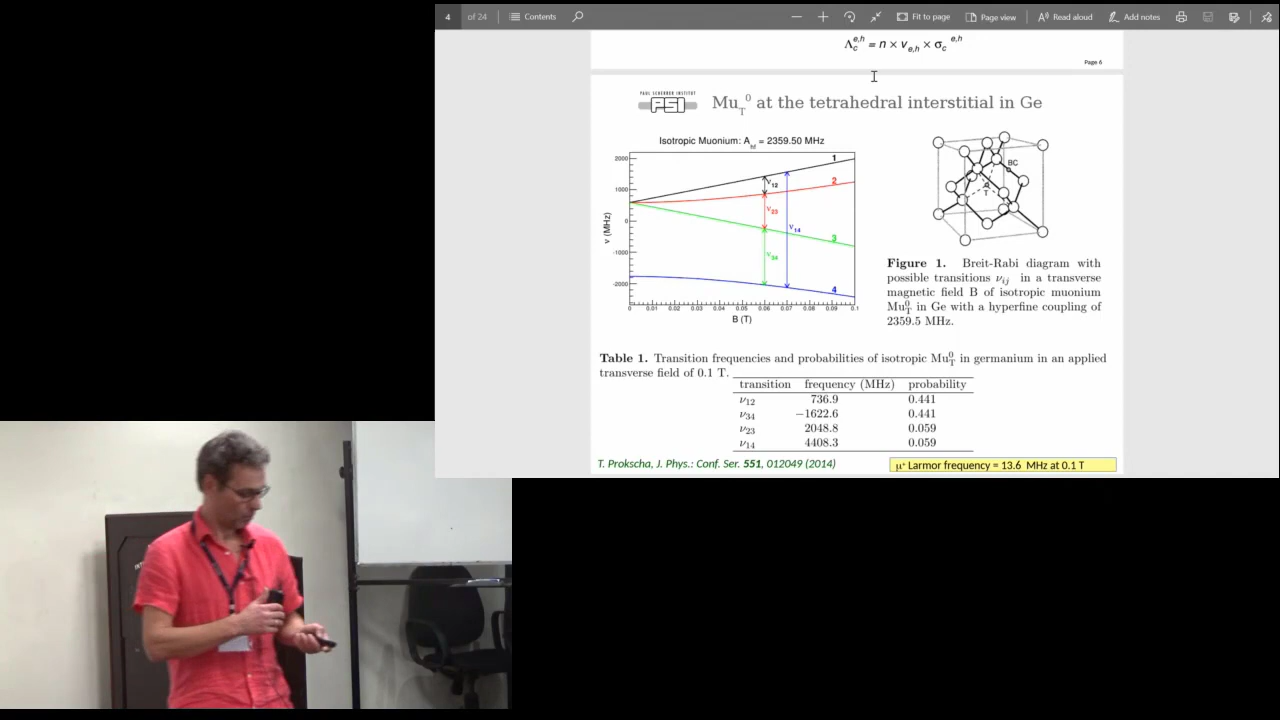 4 of 24 Contents Fit to page Page view Read aloud Add notes
Λc^e,h = n × v e,h × σc^e,h
Page 6
PAUL SCHERRER INSTITUT
PSI
Mu_T^0 at the tetrahedral interstitial in Ge
Isotropic Muonium: A_hf = 2359.50 MHz
ν (MHz)
2000
1000
0
-1000
-2000
1
2
3
4
ν12
ν23
ν14
ν34
0 0.01 0.02 0.03 0.04 0.05 0.06 0.07 0.08 0.09 0.1
B (T)
BC
T
Figure 1. Breit-Rabi diagram with
possible transitions νij in a transverse
magnetic field B of isotropic muonium
Mu_T^0 in Ge with a hyperfine coupling of
2359.5 MHz.
Table 1. Transition frequencies and probabilities of isotropic Mu_T^0 in germanium in an applied
transverse field of 0.1 T.
transition frequency (MHz) probability
ν12 736.9 0.441
ν34 −1622.6 0.441
ν23 2048.8 0.059
ν14 4408.3 0.059
T. Prokscha, J. Phys.: Conf. Ser. 551, 012049 (2014)
μ+ Larmor frequency = 13.6 MHz at 0.1 T